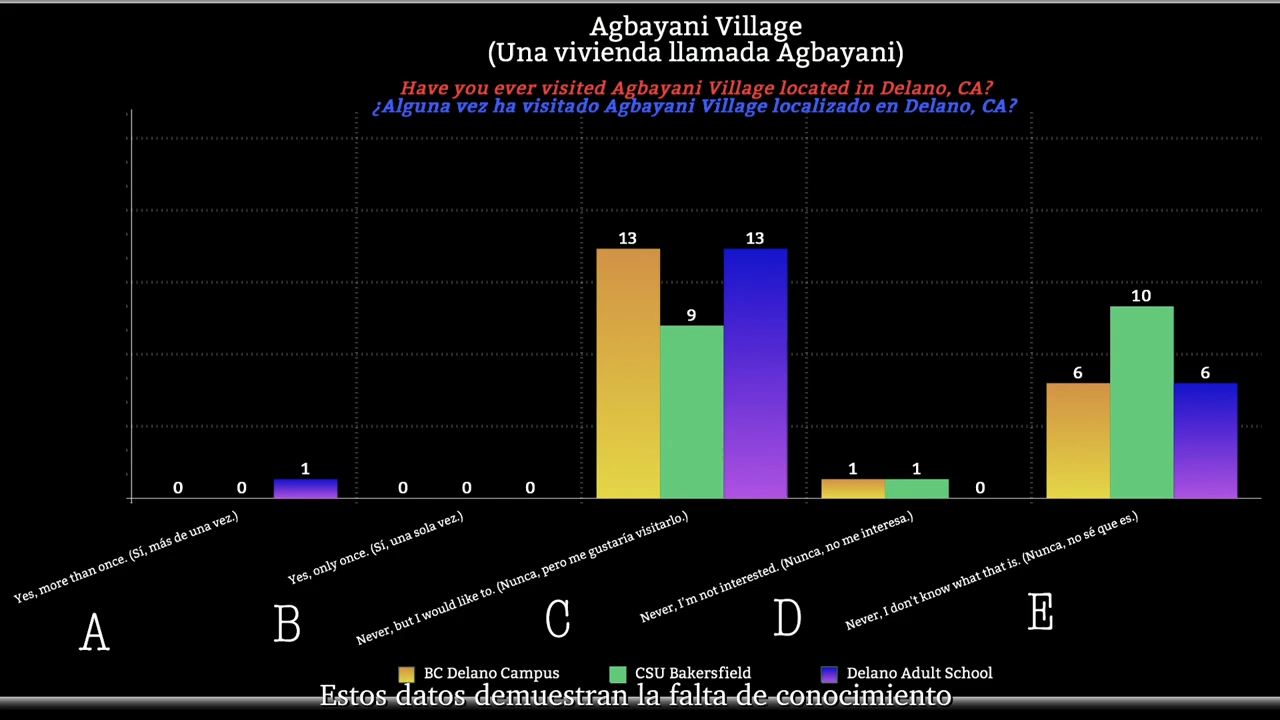 Agbayani Village
(Una vivienda llamada Agbayani)
Have you ever visited Agbayani Village located in Delano, CA?
¿Alguna vez ha visitado Agbayani Village localizado en Delano, CA?
13
13
9
10
6
6
1
1
1
0
0
0
0
0
0
Yes, more than once. (Sí, más de una vez.)
Yes, only once. (Sí, una sola vez.)
Never, but I would like to. (Nunca, pero me gustaría visitarlo.)
Never, I'm not interested. (Nunca, no me interesa.)
Never, I don't know what that is. (Nunca, no sé que es.)
A
B
C
D
E
BC Delano Campus
CSU Bakersfield
Delano Adult School
Estos datos demuestran la falta de conocimiento